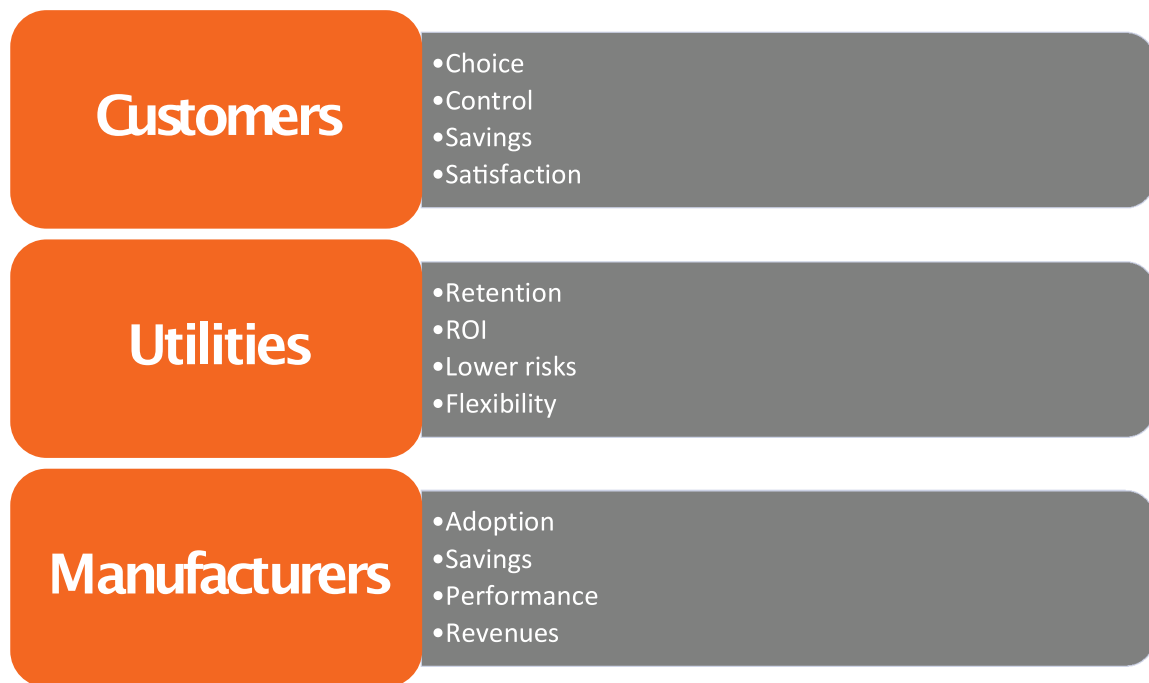 Customers
•Choice
•Control
•Savings
•Satisfaction
Utilities
•Retention
•ROI
•Lower risks
•Flexibility
Manufacturers
•Adoption
•Savings
•Performance
•Revenues